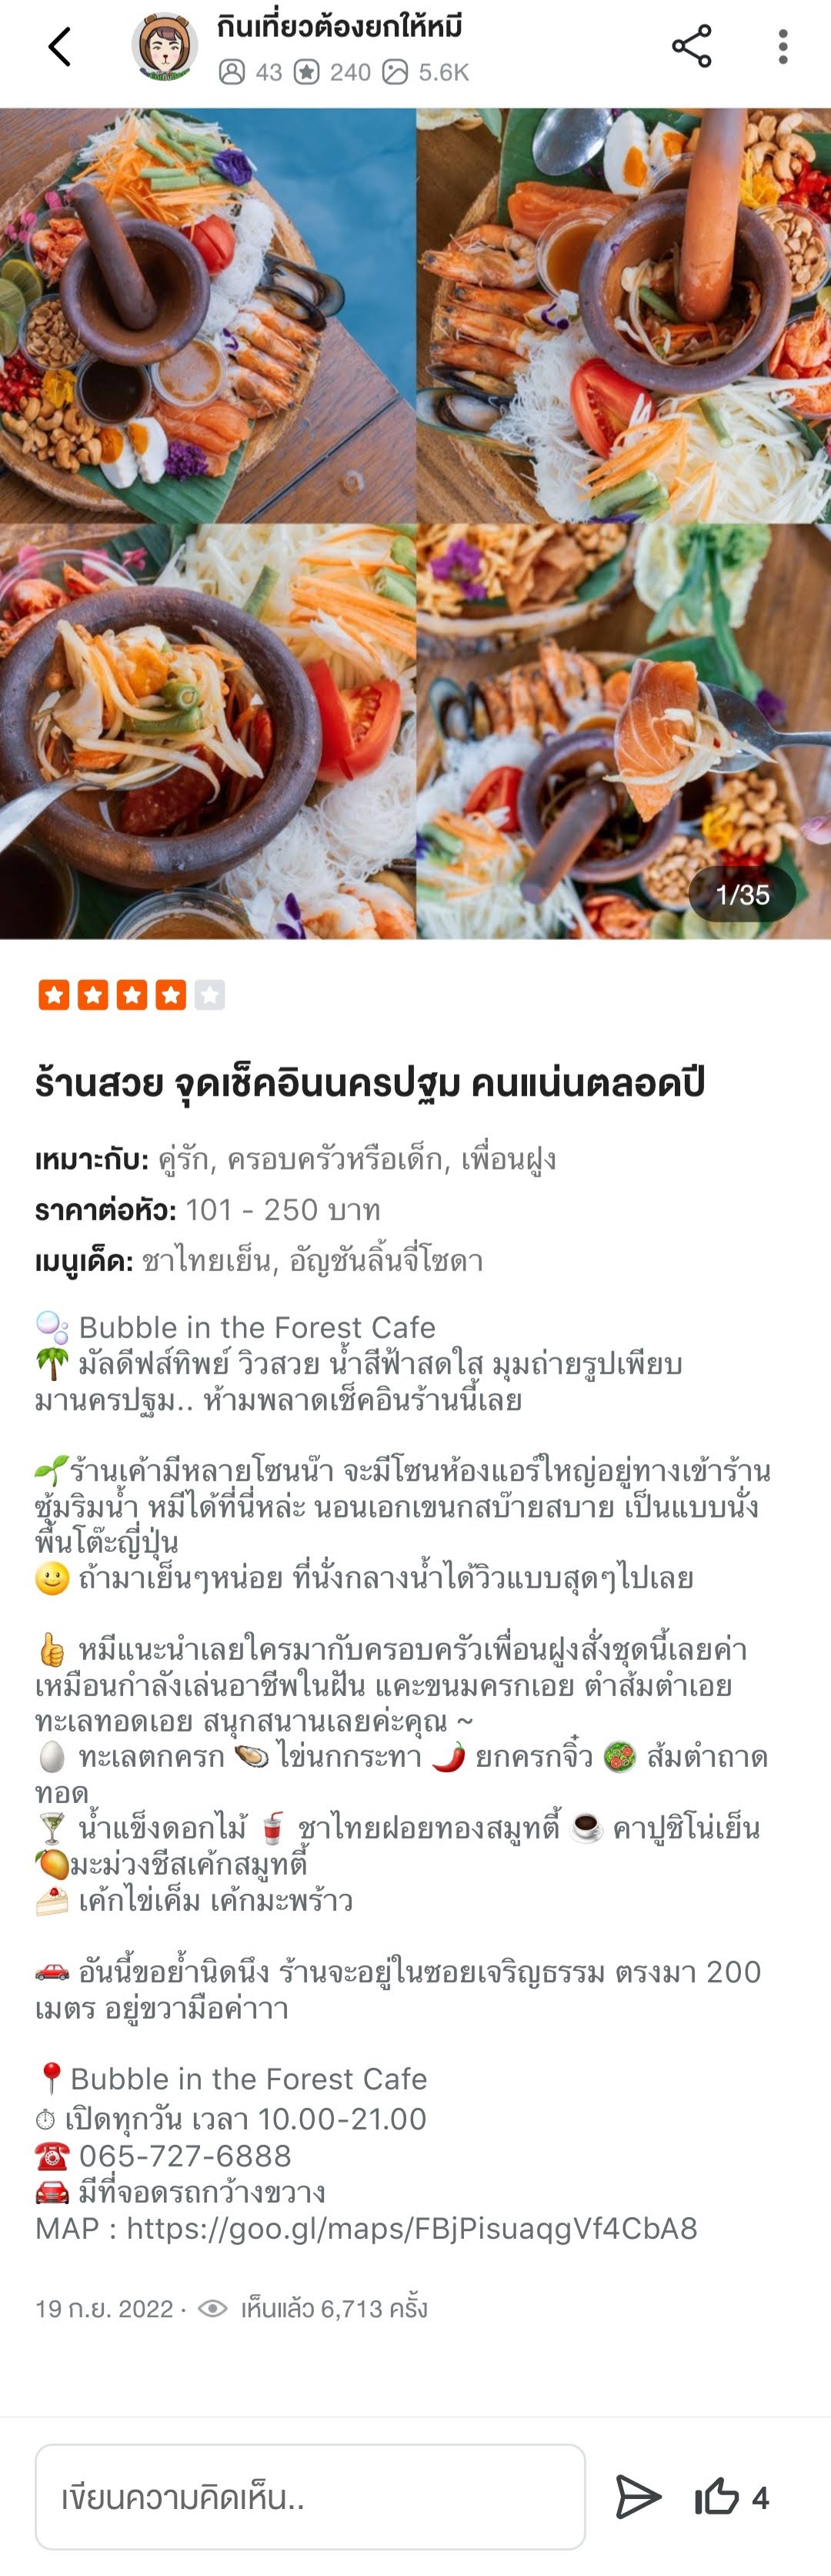 กินเที่ยวต้องยกให้หมี
43 240 5.6K
1/35
ร้านสวย จุดเช็คอินนครปฐม คนแน่นตลอดปี
เหมาะกับ: คู่รัก, ครอบครัวหรือเด็ก, เพื่อนฝูง
ราคาต่อหัว: 101 - 250 บาท
เมนูเด็ด: ชาไทยเย็น, อัญชันลิ้นจี่โซดา
🫧 Bubble in the Forest Cafe
🌴 มัลดีฟส์ทิพย์ วิวสวย น้ำสีฟ้าสดใส มุมถ่ายรูปเพียบ
มานครปฐม.. ห้ามพลาดเช็คอินร้านนี้เลย
🌱ร้านเค้ามีหลายโซนน๊า จะมีโซนห้องแอร์ใหญ่อยู่ทางเข้าร้าน
ซุ้มริมน้ำ หมีได้ที่นี่หล่ะ นอนเอกเขนกสบ๊ายสบาย เป็นแบบนั่ง
พื้นโต๊ะญี่ปุ่น
🙂 ถ้ามาเย็นๆหน่อย ที่นั่งกลางน้ำได้วิวแบบสุดๆไปเลย
👍 หมีแนะนำเลยใครมากับครอบครัวเพื่อนฝูงสั่งชุดนี้เลยค่า
เหมือนกำลังเล่นอาชีพในฝัน แคะขนมครกเอย ตำส้มตำเอย
ทะเลทอดเอย สนุกสนานเลยค่ะคุณ ~
🥚 ทะเลตกครก 🦪 ไข่นกกระทา 🌶️ ยกครกจิ๋ว 🥗 ส้มตำถาด
ทอด
🍸 น้ำแข็งดอกไม้ 🥤 ชาไทยฝอยทองสมูทตี้ ☕ คาปูชิโน่เย็น
🥭มะม่วงชีสเค้กสมูทตี้
🍰 เค้กไข่เค็ม เค้กมะพร้าว
🚗 อันนี้ขอย้ำนิดนึง ร้านจะอยู่ในซอยเจริญธรรม ตรงมา 200
เมตร อยู่ขวามือค่าาา
📍Bubble in the Forest Cafe
⏱ เปิดทุกวัน เวลา 10.00-21.00
☎️ 065-727-6888
🚘 มีที่จอดรถกว้างขวาง
MAP : https://goo.gl/maps/FBjPisuaqgVf4CbA8
19 ก.ย. 2022 · เห็นแล้ว 6,713 ครั้ง
เขียนความคิดเห็น.. 4